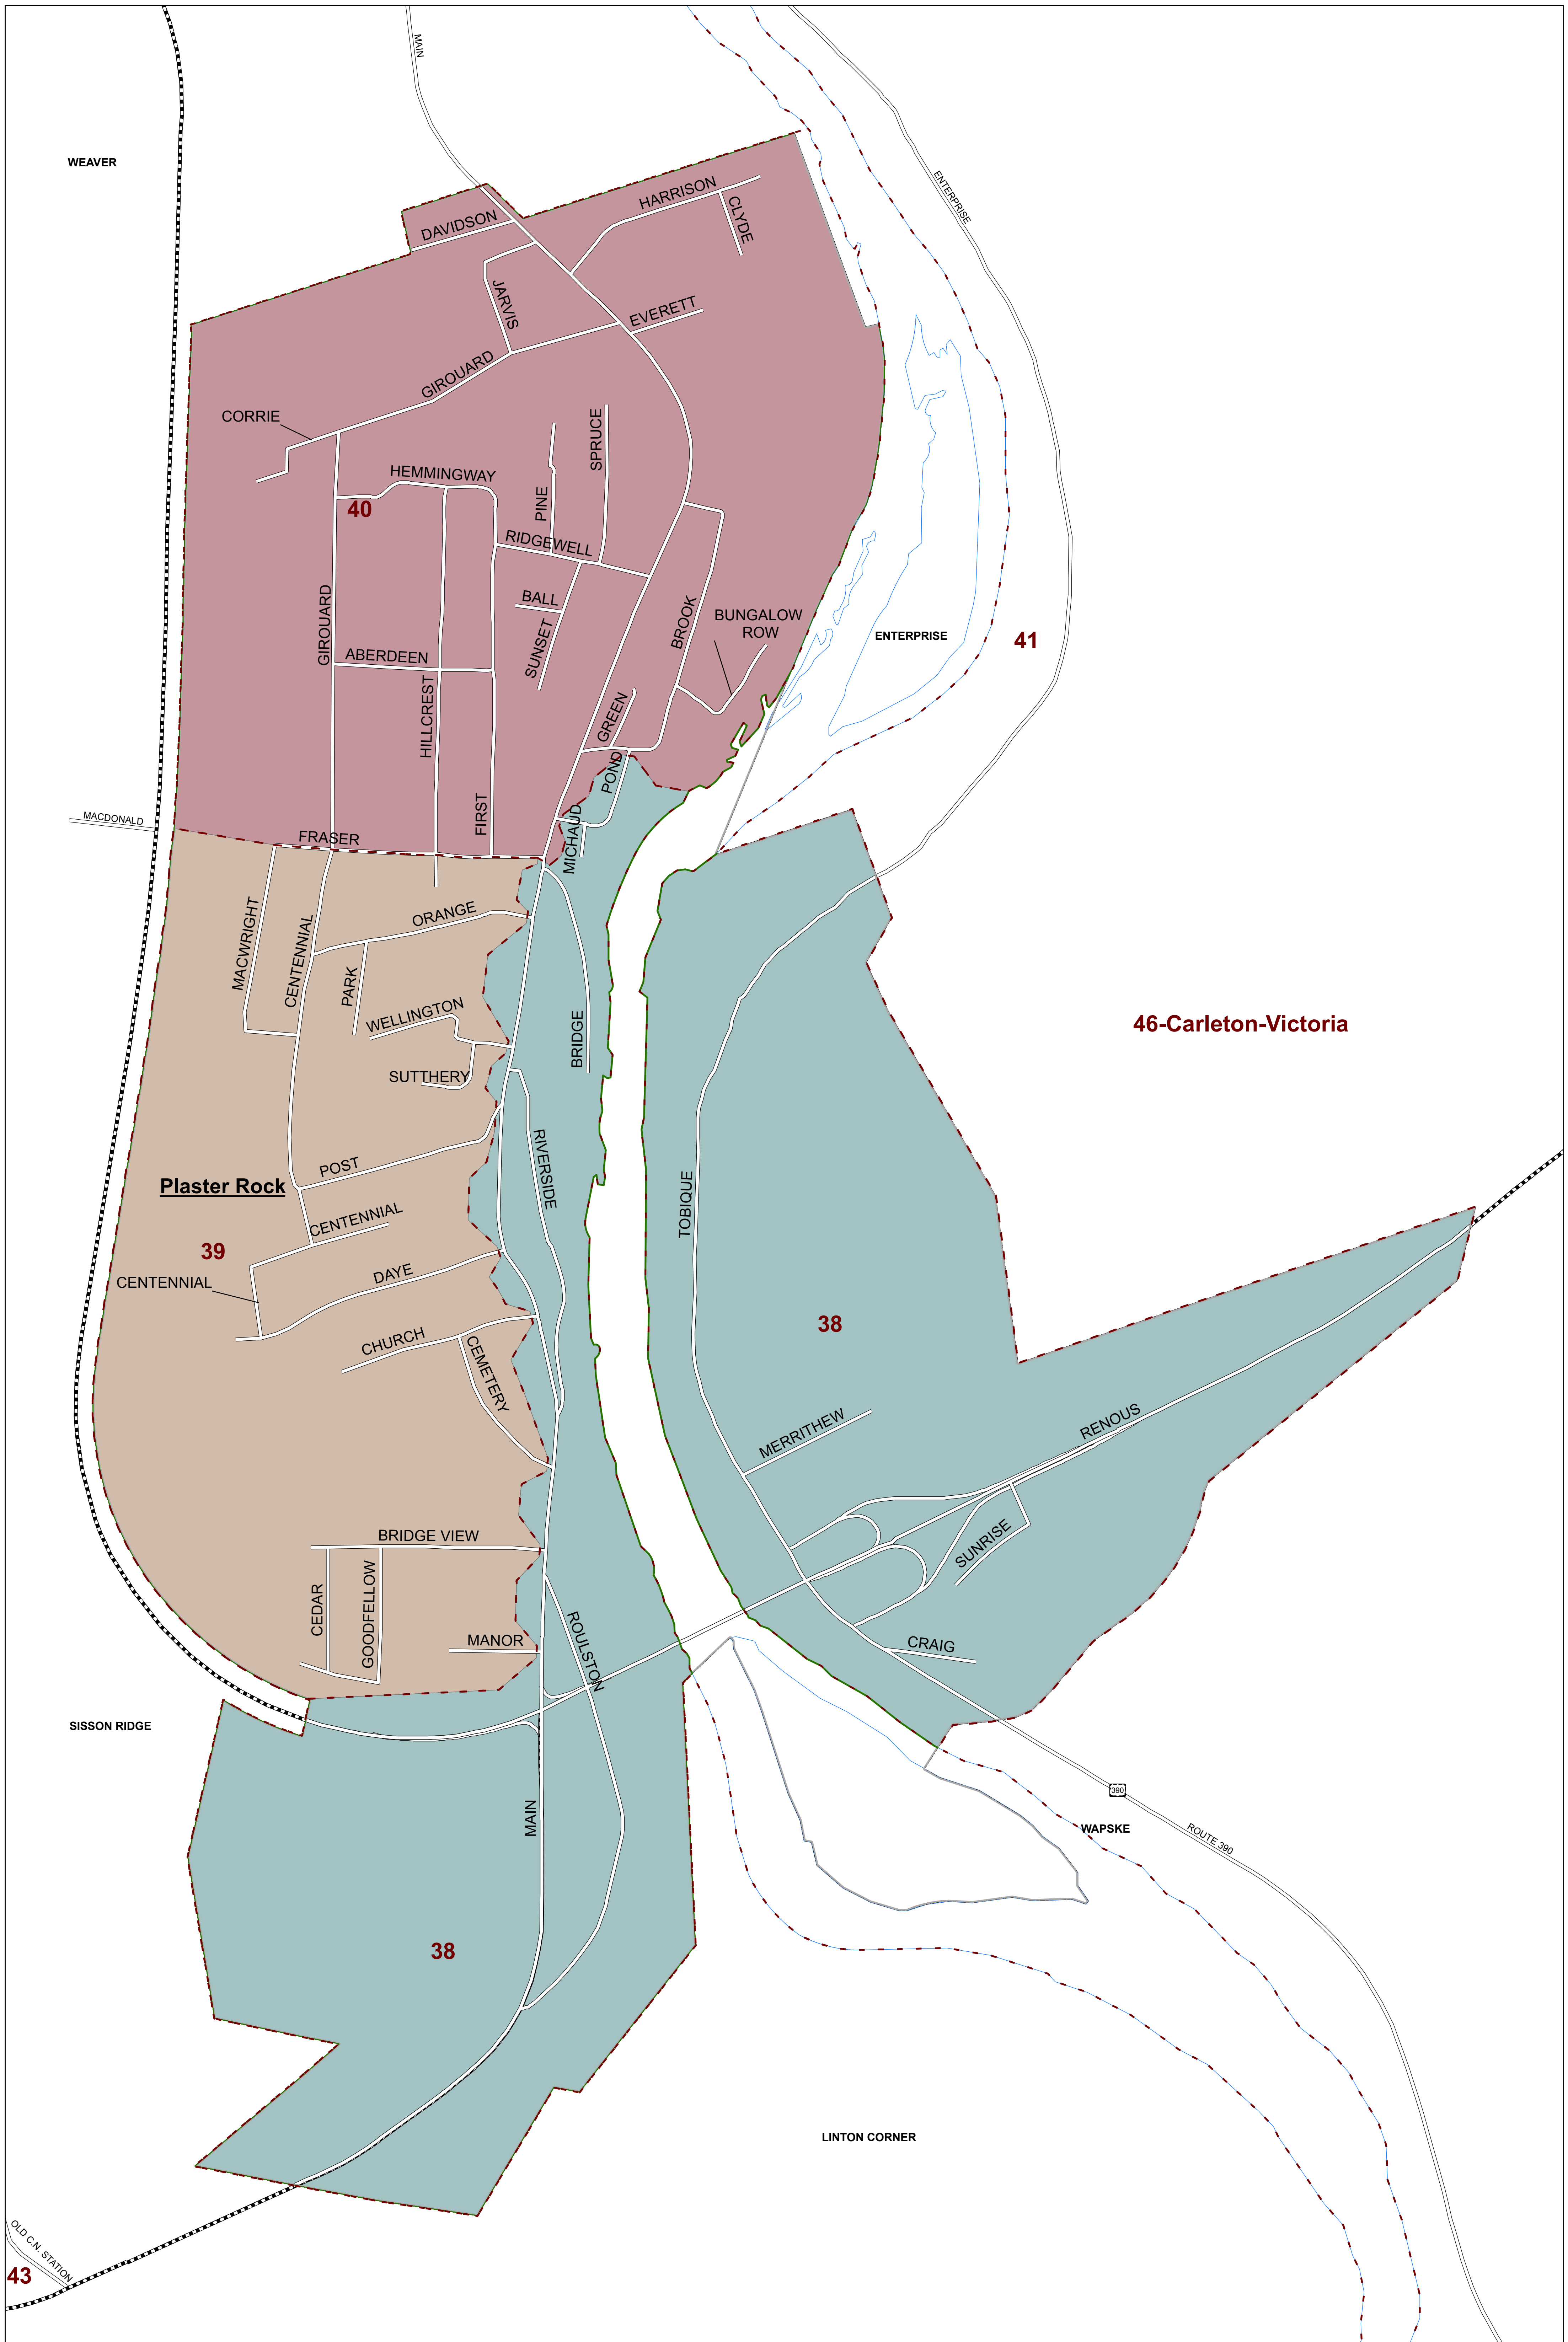 MAIN
WEAVER
ENTERPRISE
HARRISON
CLYDE
DAVIDSON
JARVIS
EVERETT
GIROUARD
CORRIE
SPRUCE
HEMMINGWAY
PINE
40
RIDGEWELL
BALL
BROOK
BUNGALOW
ROW
GIROUARD
SUNSET
ENTERPRISE
41
ABERDEEN
HILLCREST
GREEN
POND
FIRST
MICHAUD
MACDONALD
FRASER
ORANGE
MACWRIGHT
CENTENNIAL
PARK
WELLINGTON
BRIDGE
46-Carleton-Victoria
SUTTHERY
RIVERSIDE
POST
Plaster Rock
TOBIQUE
CENTENNIAL
39
DAYE
CENTENNIAL
38
CHURCH
CEMETERY
MERRITHEW
RENOUS
BRIDGE VIEW
SUNRISE
CEDAR
GOODFELLOW
MANOR
ROULSTON
CRAIG
SISSON RIDGE
390
MAIN
WAPSKE
ROUTE 390
38
LINTON CORNER
OLD C.N. STATION
43